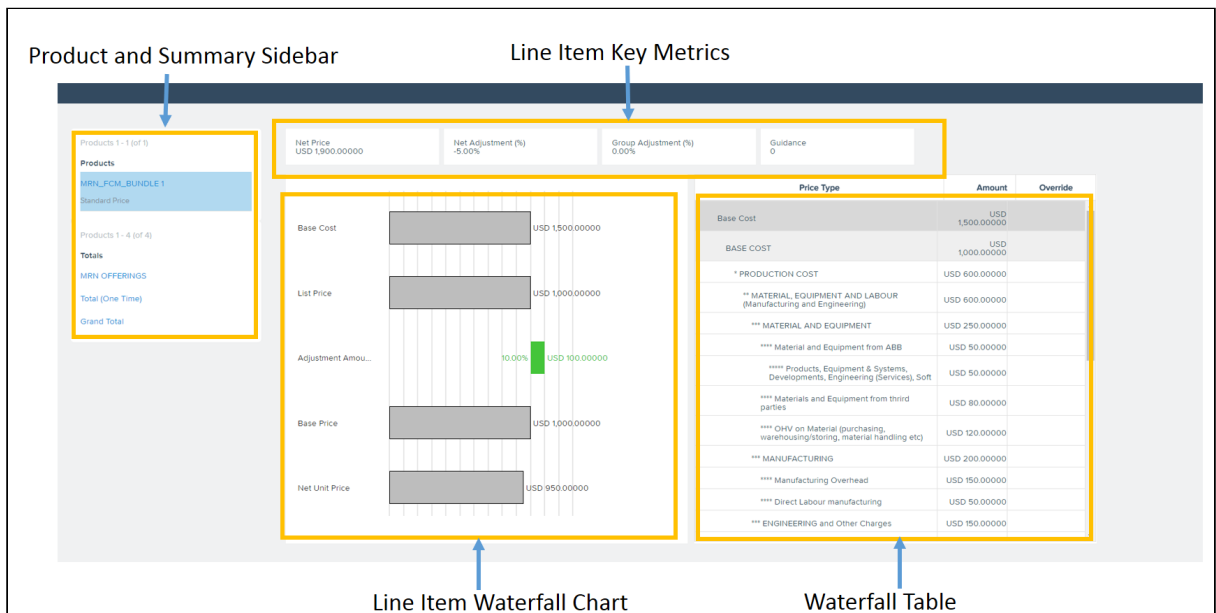 Product and Summary Sidebar
Line Item Key Metrics
Products 1 - 1 (of 1)
Products
MRN_FCM_BUNDLE 1
Standard Price
Products 1 - 4 (of 4)
Totals
MRN OFFERINGS
Total (One Time)
Grand Total
Net Price
USD 1,900.00000
Net Adjustment (%)
-5.00%
Group Adjustment (%)
0.00%
Guidance
0
Base Cost
USD 1,500.00000
List Price
USD 1,000.00000
Adjustment Amou...
10.00%
USD 100.00000
Base Price
USD 1,000.00000
Net Unit Price
USD 950.00000
Price Type Amount Override
Base Cost USD
1,500.00000
BASE COST USD
1,000.00000
* PRODUCTION COST USD 600.00000
** MATERIAL, EQUIPMENT AND LABOUR
(Manufacturing and Engineering) USD 600.00000
*** MATERIAL AND EQUIPMENT USD 250.00000
**** Material and Equipment from ABB USD 50.00000
***** Products, Equipment & Systems,
Developments, Engineering (Services), Soft USD 50.00000
**** Materials and Equipment from thrird
parties USD 80.00000
**** OHV on Material (purchasing,
warehousing/storing, material handling etc) USD 120.00000
*** MANUFACTURING USD 200.00000
**** Manufacturing Overhead USD 150.00000
**** Direct Labour manufacturing USD 50.00000
*** ENGINEERING and Other Charges USD 150.00000
Line Item Waterfall Chart
Waterfall Table